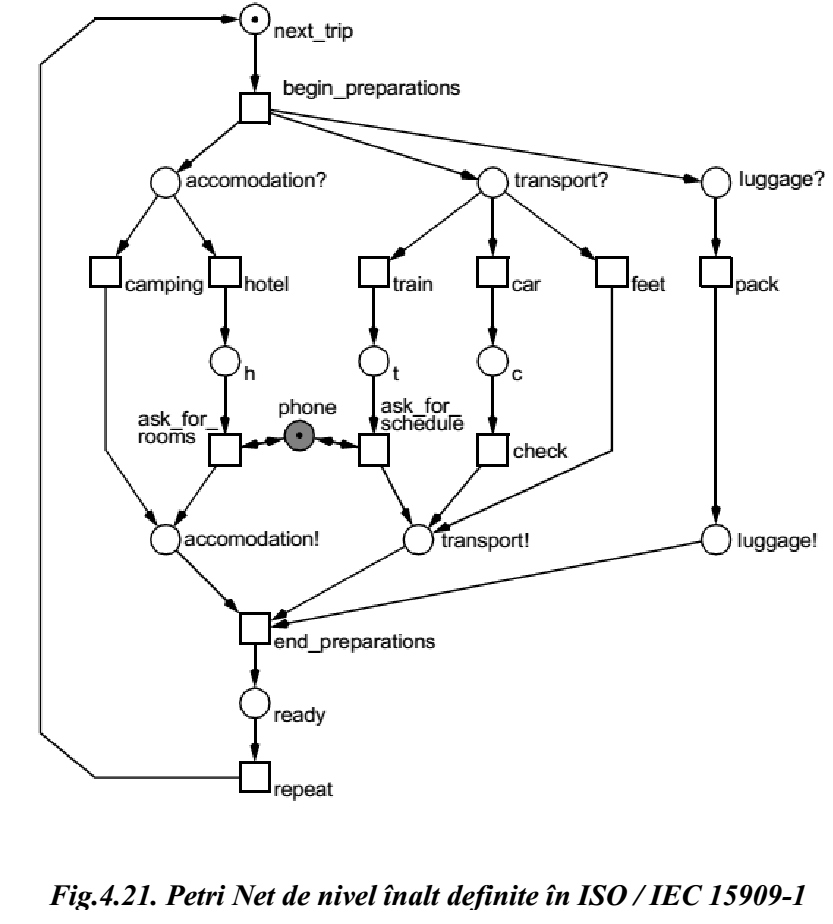 next_trip
begin_preparations
accomodation?
transport?
luggage?
camping
hotel
train
car
feet
pack
h
t
c
phone
ask_for_
rooms
ask_for_
schedule
check
accomodation!
transport!
luggage!
end_preparations
ready
repeat
Fig.4.21. Petri Net de nivel înalt definite în ISO / IEC 15909-1